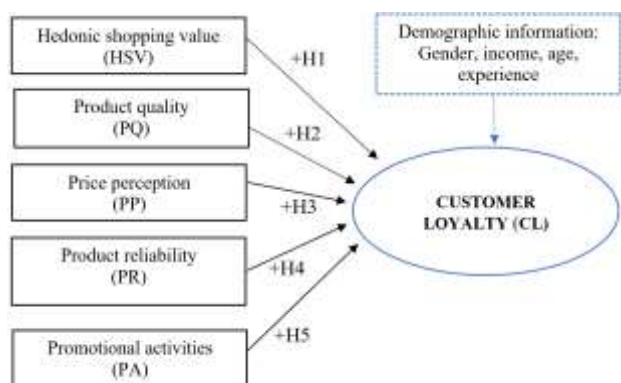 Hedonic shopping value
(HSV)
+H1
Demographic information:
Gender, income, age,
experience
Product quality
(PQ)
+H2
Price perception
(PP)
+H3
CUSTOMER
LOYALTY (CL)
Product reliability
(PR)
+H4
Promotional activities
(PA)
+H5